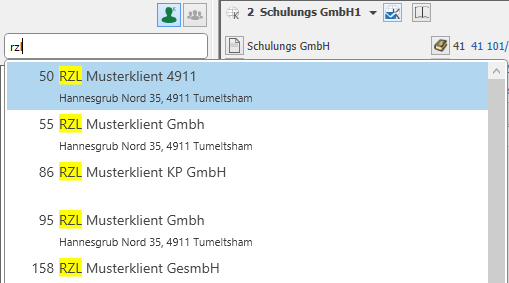 2 Schulungs GmbH1
rzl
Schulungs GmbH
41 41 101/
50 RZL Musterklient 4911
Hannesgrub Nord 35, 4911 Tumeltsham
55 RZL Musterklient Gmbh
Hannesgrub Nord 35, 4911 Tumeltsham
86 RZL Musterklient KP GmbH
95 RZL Musterklient Gmbh
Hannesgrub Nord 35, 4911 Tumeltsham
158 RZL Musterklient GesmbH